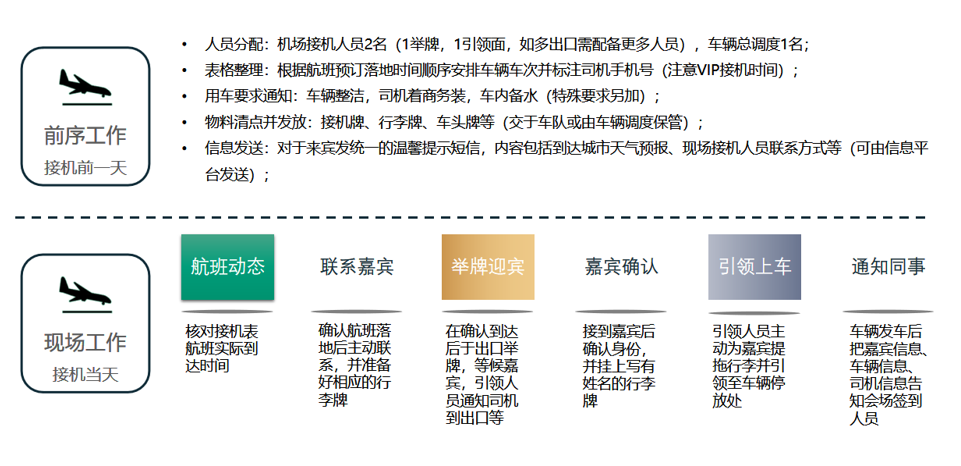 前序工作
接机前一天
• 人员分配：机场接机人员2名（1举牌，1引领面，如多出口需配备更多人员），车辆总调度1名；
• 表格整理：根据航班预订落地时间顺序安排车辆车次并标注司机手机号（注意VIP接机时间）；
• 用车要求通知：车辆整洁，司机着商务装，车内备水（特殊要求另加）；
• 物料清点并发放：接机牌、行李牌、车头牌等（交于车队或由车辆调度保管）；
• 信息发送：对于来宾发统一的温馨提示短信，内容包括到达城市天气预报、现场接机人员联系方式等（可由信息平
台发送）；
现场工作
接机当天
航班动态
核对接机表
航班实际到
达时间
联系嘉宾
确认航班落
地后主动联
系，并准备
好相应的行
李牌
举牌迎宾
在确认到达
后于出口举
牌，等候嘉
宾，引领人
员通知司机
到出口等
嘉宾确认
接到嘉宾后
确认身份，
并挂上写有
姓名的行李
牌
引领上车
引领人员主
动为嘉宾提
拖行李并引
领至车辆停
放处
通知同事
车辆发车后
把嘉宾信息、
车辆信息、
司机信息告
知会场签到
人员